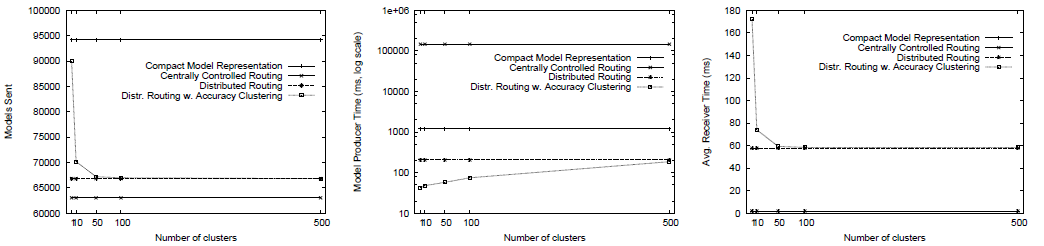 100000
95000
90000
85000
80000
75000
70000
65000
60000
Models Sent
Compact Model Representation
Centrally Controlled Routing
Distributed Routing
Distr. Routing w. Accuracy Clustering
1 10 50 100 500
Number of clusters
1e+06
100000
10000
1000
100
10
Model Producer Time (ms, log scale)
Compact Model Representation
Centrally Controlled Routing
Distributed Routing
Distr. Routing w. Accuracy Clustering
1 10 50 100 500
Number of clusters
180
160
140
120
100
80
60
40
20
0
Avg. Receiver Time (ms)
Compact Model Representation
Centrally Controlled Routing
Distributed Routing
Distr. Routing w. Accuracy Clustering
1 10 50 100 500
Number of clusters